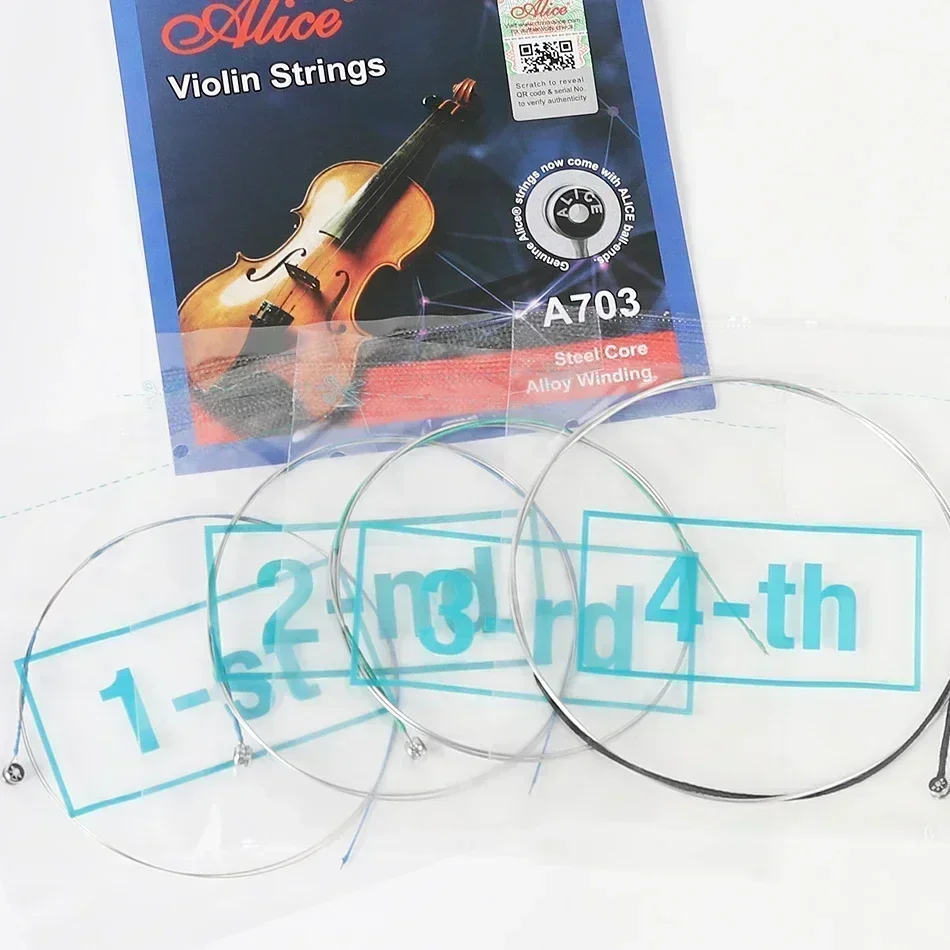 Alice
Violin Strings
Alice
Scratch to reveal
QR code & serial No.
to verify authenticity
Genuine Alice® strings now come with ALICE ball-ends.
ALICE
A703
Steel Core
Alloy Winding
1-st
2-nd
3-rd
4-th